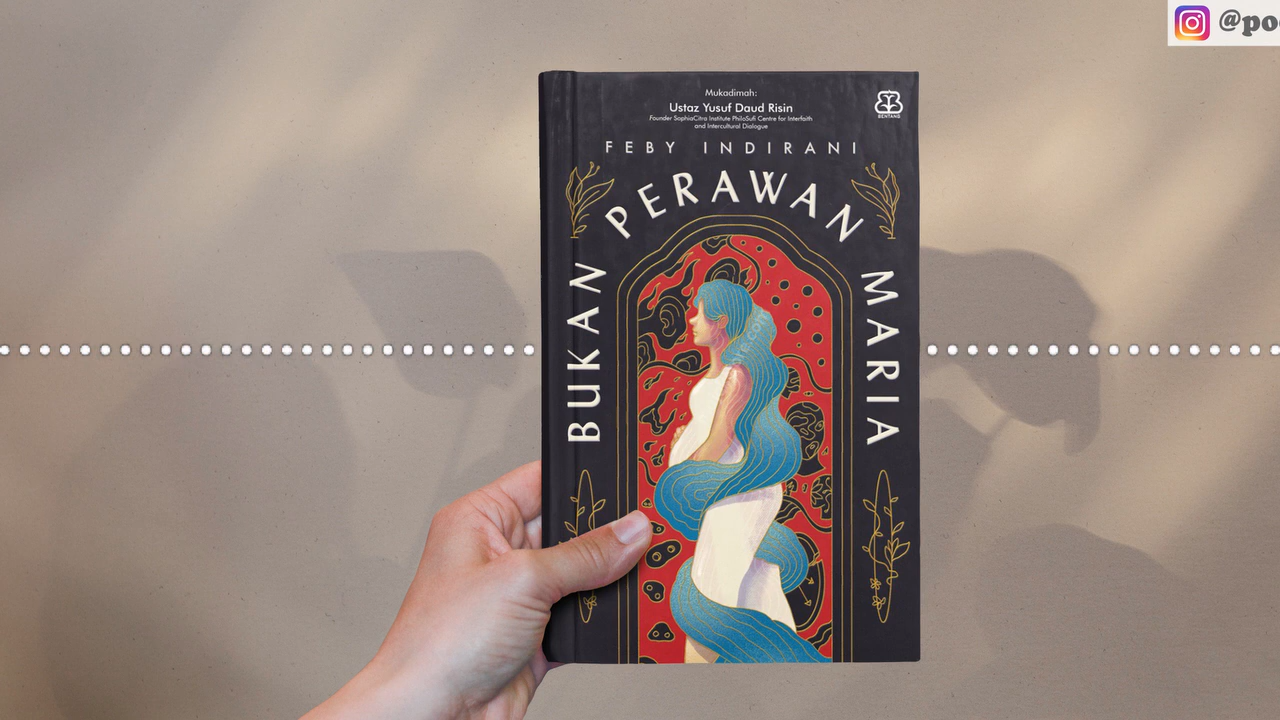 Mukadimah:
Ustaz Yusuf Daud Risin
Founder SophiaCitra Institute PhiloSufi Centre for Interfaith
and Intercultural Dialogue
BENTANG
FEBY INDIRANI
BUKAN PERAWAN MARIA